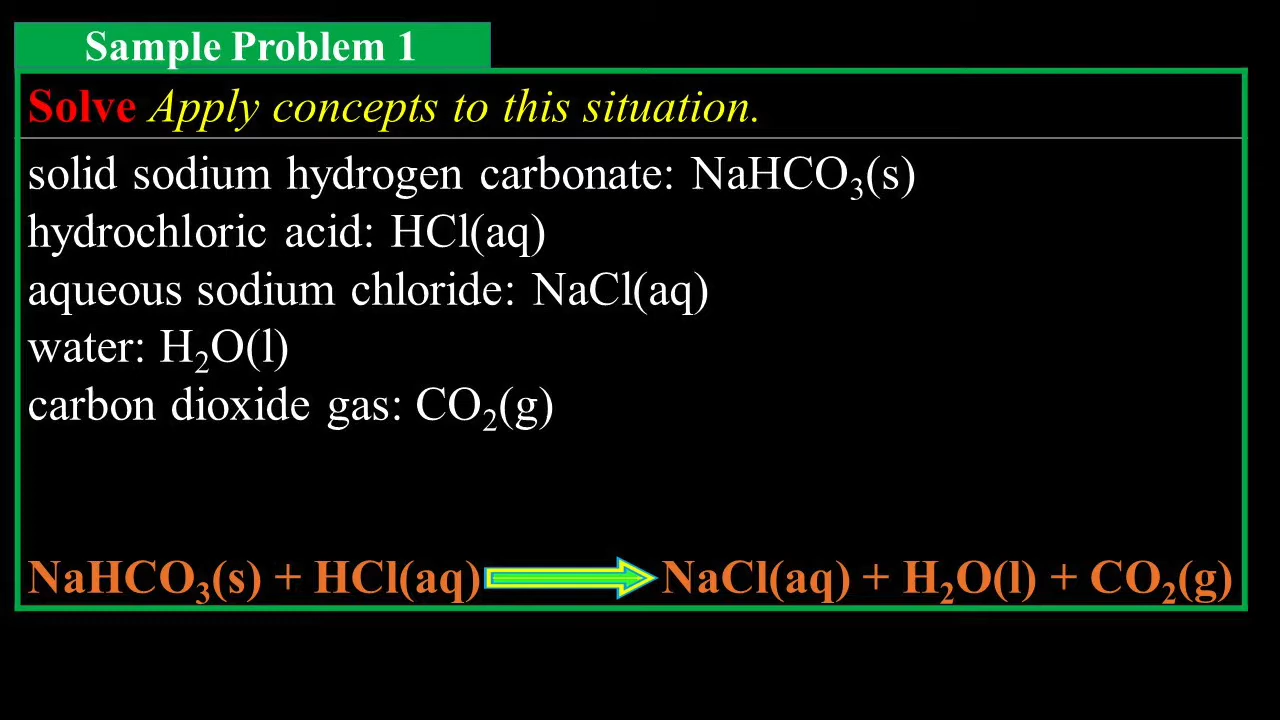 Sample Problem 1
Solve Apply concepts to this situation.
solid sodium hydrogen carbonate: NaHCO₃(s)
hydrochloric acid: HCl(aq)
aqueous sodium chloride: NaCl(aq)
water: H₂O(l)
carbon dioxide gas: CO₂(g)
NaHCO₃(s) + HCl(aq) → NaCl(aq) + H₂O(l) + CO₂(g)